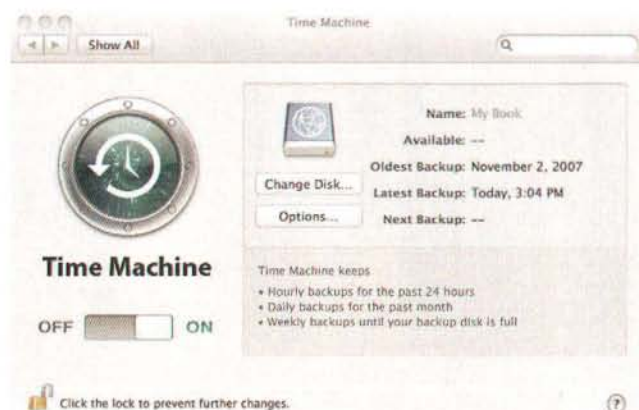 Time Machine
Show All
Name: My Book
Available: --
Oldest Backup: November 2, 2007
Change Disk...
Latest Backup: Today, 3:04 PM
Options...
Next Backup: --
Time Machine
Time Machine keeps
• Hourly backups for the past 24 hours
• Daily backups for the past month
• Weekly backups until your backup disk is full
OFF ON
Click the lock to prevent further changes.
?